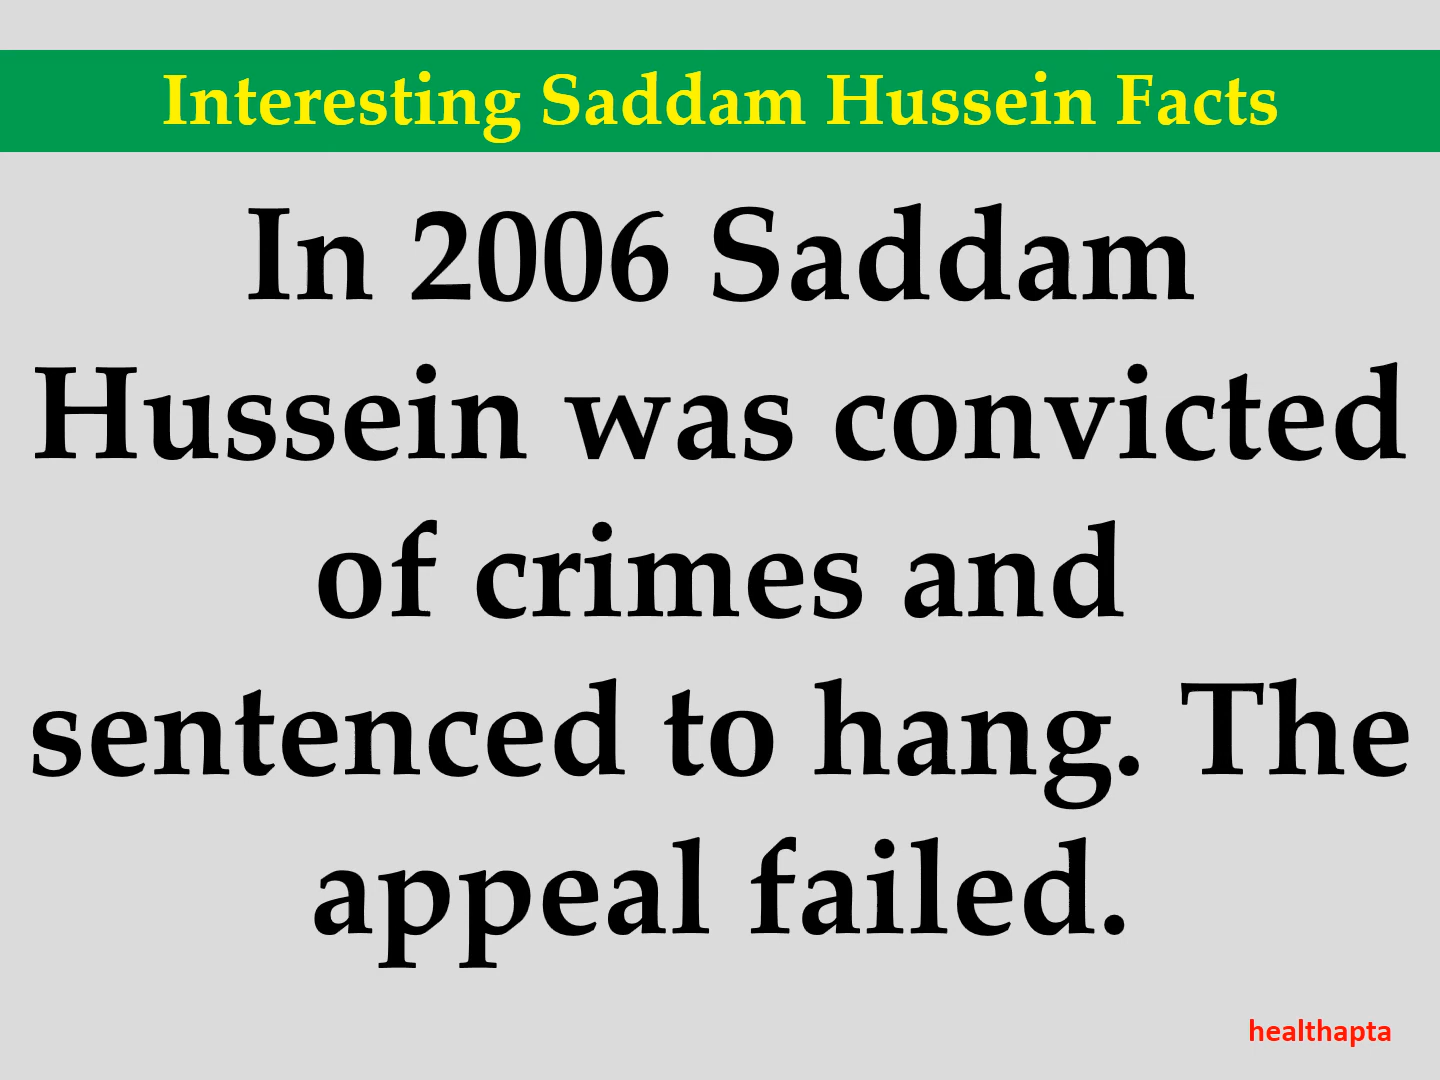 Interesting Saddam Hussein Facts
In 2006 Saddam
Hussein was convicted
of crimes and
sentenced to hang. The
appeal failed.
healthapta